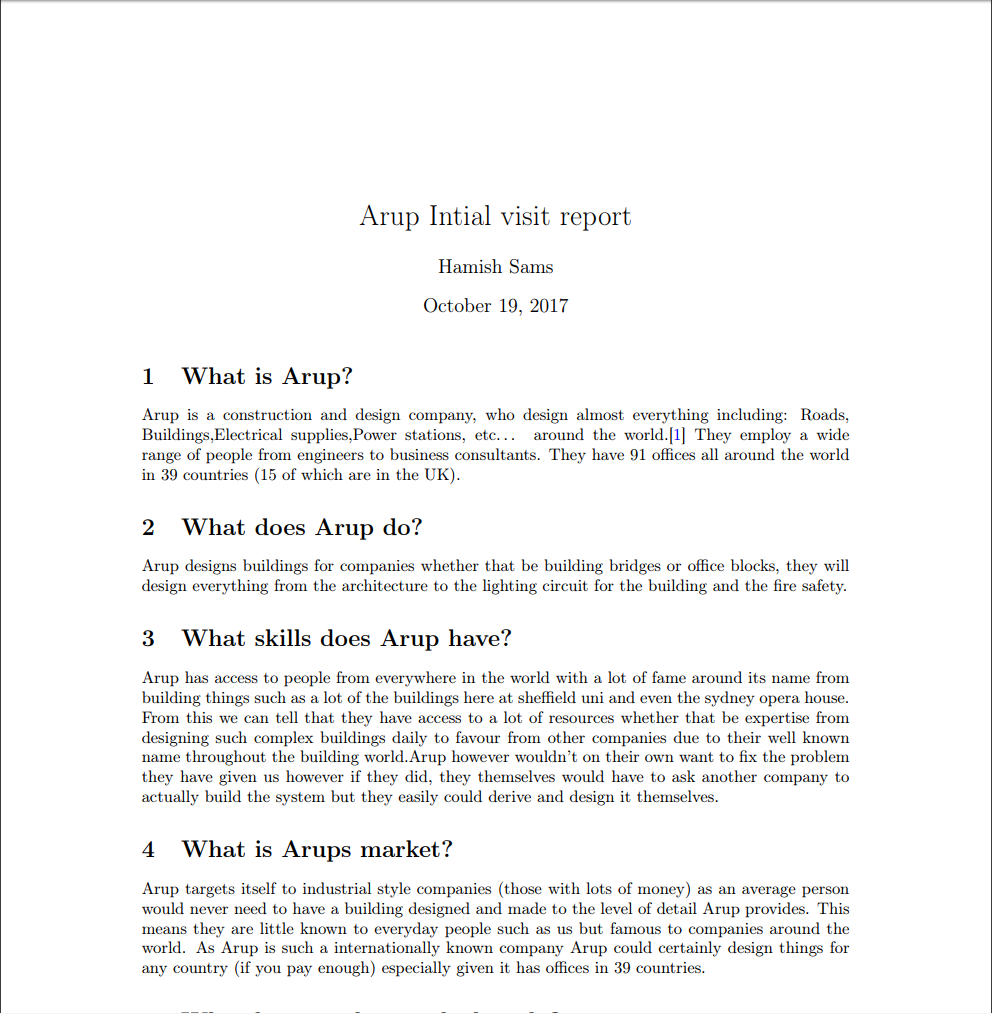 Arup Intial visit report
Hamish Sams
October 19, 2017
1 What is Arup?
Arup is a construction and design company, who design almost everything including: Roads,
Buildings,Electrical supplies,Power stations, etc... around the world.[1] They employ a wide
range of people from engineers to business consultants. They have 91 offices all around the world
in 39 countries (15 of which are in the UK).
2 What does Arup do?
Arup designs buildings for companies whether that be building bridges or office blocks, they will
design everything from the architecture to the lighting circuit for the building and the fire safety.
3 What skills does Arup have?
Arup has access to people from everywhere in the world with a lot of fame around its name from
building things such as a lot of the buildings here at sheffield uni and even the sydney opera house.
From this we can tell that they have access to a lot of resources whether that be expertise from
designing such complex buildings daily to favour from other companies due to their well known
name throughout the building world.Arup however wouldn't on their own want to fix the problem
they have given us however if they did, they themselves would have to ask another company to
actually build the system but they easily could derive and design it themselves.
4 What is Arups market?
Arup targets itself to industrial style companies (those with lots of money) as an average person
would never need to have a building designed and made to the level of detail Arup provides. This
means they are little known to everyday people such as us but famous to companies around the
world. As Arup is such a internationally known company Arup could certainly design things for
any country (if you pay enough) especially given it has offices in 39 countries.